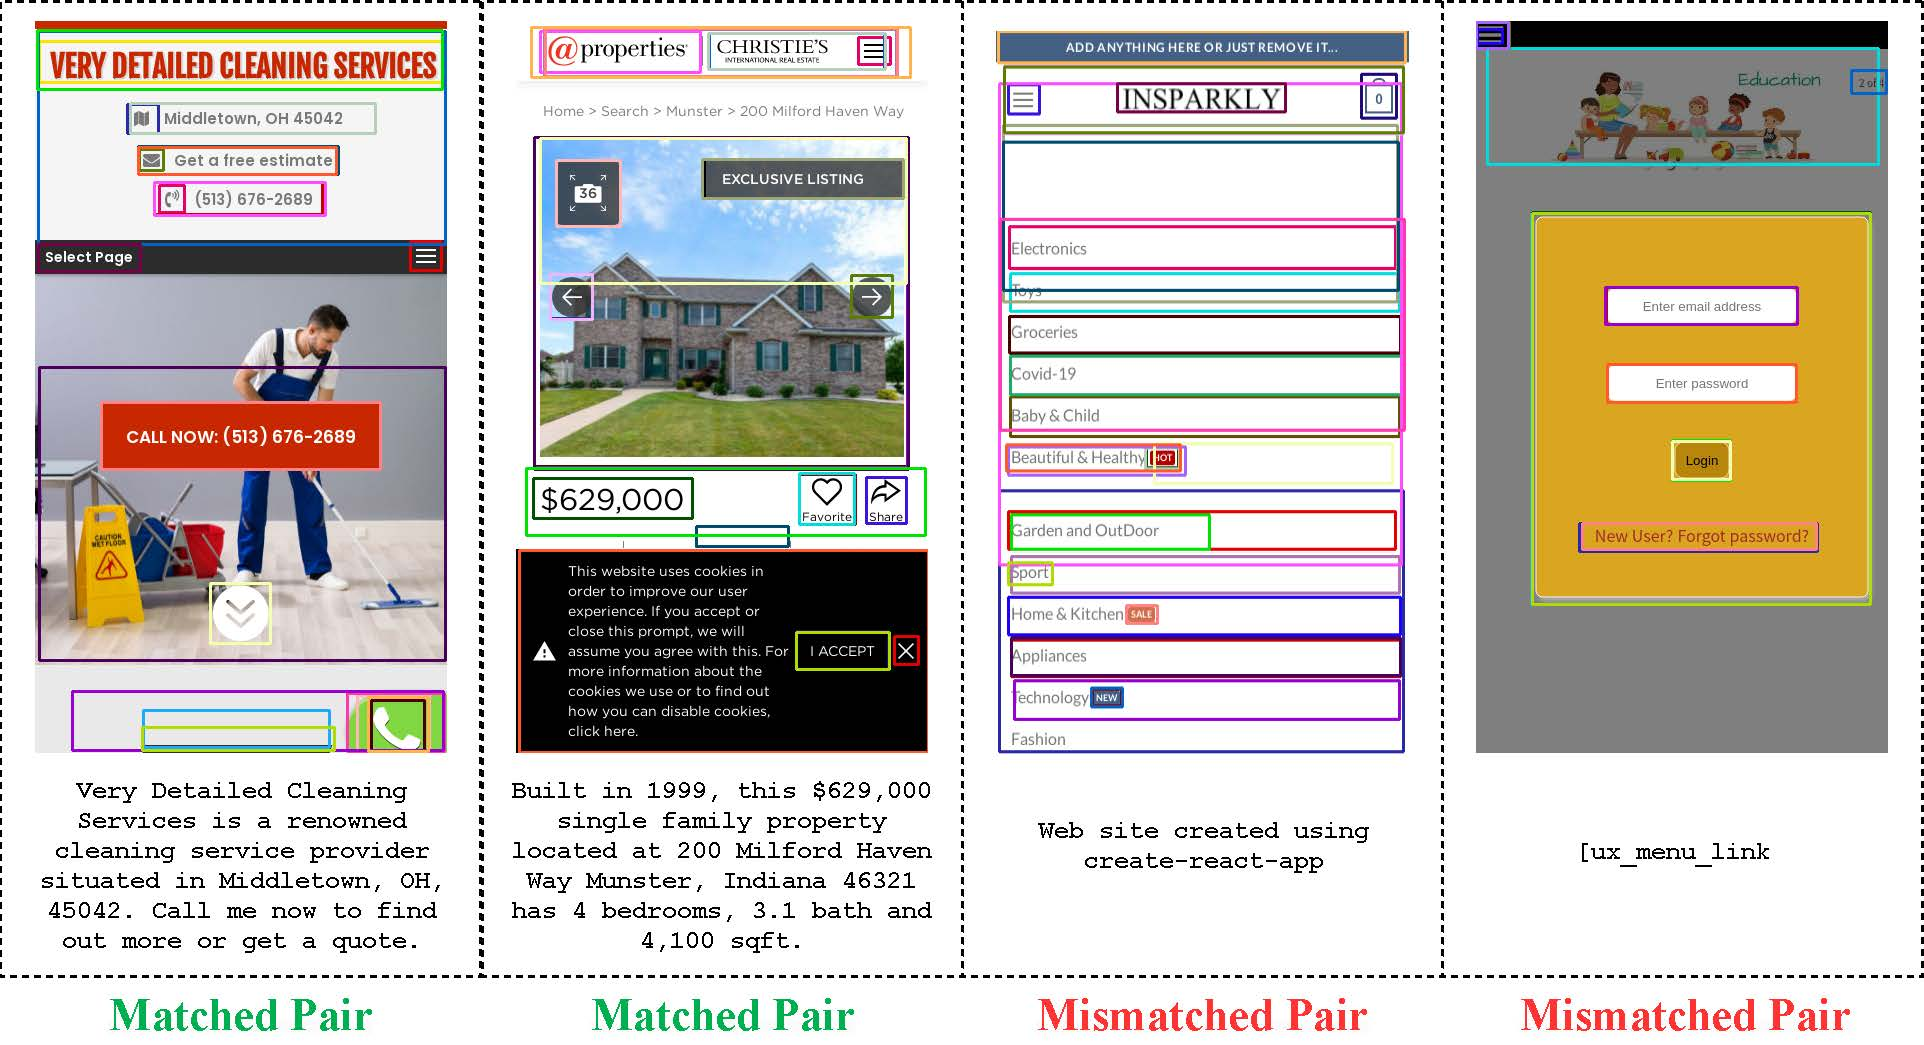 VERY DETAILED CLEANING SERVICES
Middletown, OH 45042
Get a free estimate
(513) 676-2689
Select Page
CALL NOW: (513) 676-2689
CAUTION
WET FLOOR
Very Detailed Cleaning
Services is a renowned
cleaning service provider
situated in Middletown, OH,
45042. Call me now to find
out more or get a quote.
Matched Pair
@properties
CHRISTIE'S
INTERNATIONAL REAL ESTATE
Home > Search > Munster > 200 Milford Haven Way
36
EXCLUSIVE LISTING
$629,000
Favorite
Share
This website uses cookies in
order to improve our user
experience. If you accept or
close this prompt, we will
assume you agree with this. For
more information about the
cookies we use or to find out
how you can disable cookies,
click here.
I ACCEPT
Built in 1999, this $629,000
single family property
located at 200 Milford Haven
Way Munster, Indiana 46321
has 4 bedrooms, 3.1 bath and
4,100 sqft.
Matched Pair
ADD ANYTHING HERE OR JUST REMOVE IT...
INSPARKLY
0
Electronics
Toys
Groceries
Covid-19
Baby & Child
Beautiful & Healthy HOT
Garden and OutDoor
Sport
Home & Kitchen SALE
Appliances
Technology NEW
Fashion
Web site created using
create-react-app
Mismatched Pair
Education
2 of 4
Enter email address
Enter password
Login
New User? Forgot password?
[ux_menu_link
Mismatched Pair